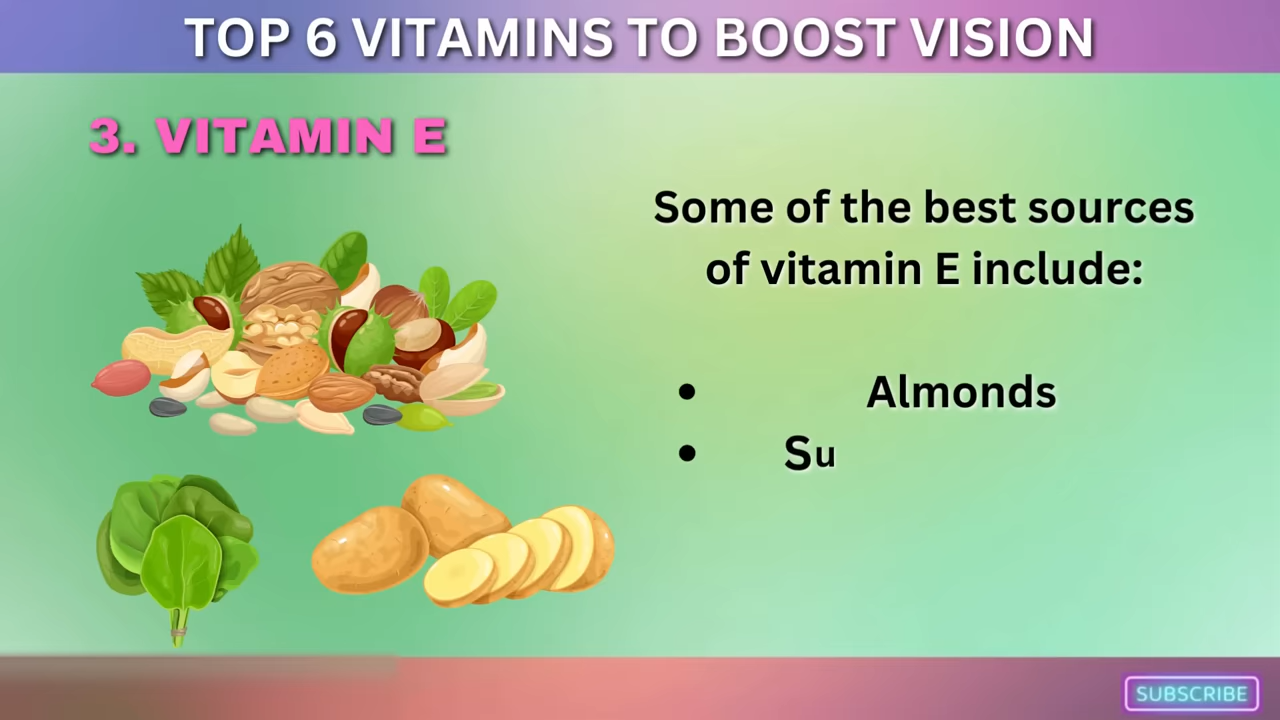 TOP 6 VITAMINS TO BOOST VISION
3. VITAMIN E
Some of the best sources
of vitamin E include:
• Almonds
• Su
SUBSCRIBE